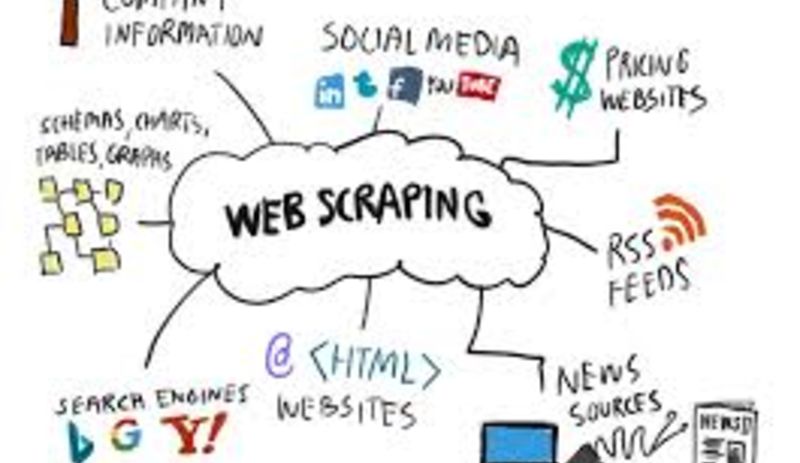 COMPANY
INFORMATION
SOCIAL MEDIA
in f YOU TUBE
PRICING
WEBSITES
SCHEMAS, CHARTS,
TABLES, GRAPHS
WEB SCRAPING
RSS
FEEDS
@ <HTML>
WEBSITES
SEARCH ENGINES
b G Y!
NEWS
SOURCES
NEWS